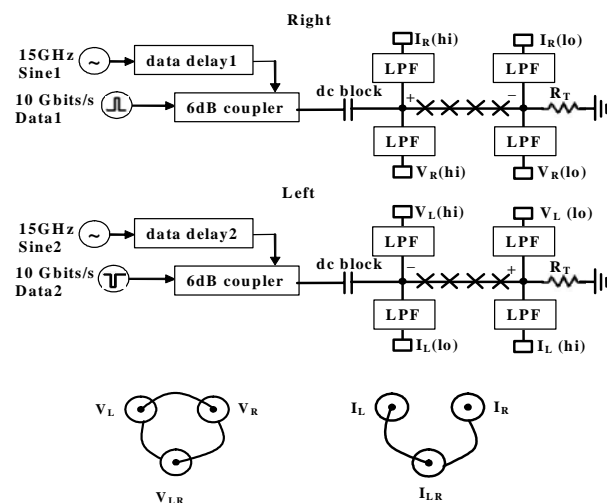 Right
15GHz
Sine1
~
data delay1
10 Gbits/s
Data1
6dB coupler
dc block
I_R(hi)
I_R(lo)
LPF
LPF
+
−
R_T
LPF
LPF
V_R(hi)
V_R(lo)
Left
15GHz
Sine2
~
data delay2
10 Gbits/s
Data2
6dB coupler
dc block
V_L(hi)
V_L (lo)
LPF
LPF
−
+
R_T
LPF
LPF
I_L(lo)
I_L (hi)
V_L
V_R
V_LR
I_L
I_R
I_LR